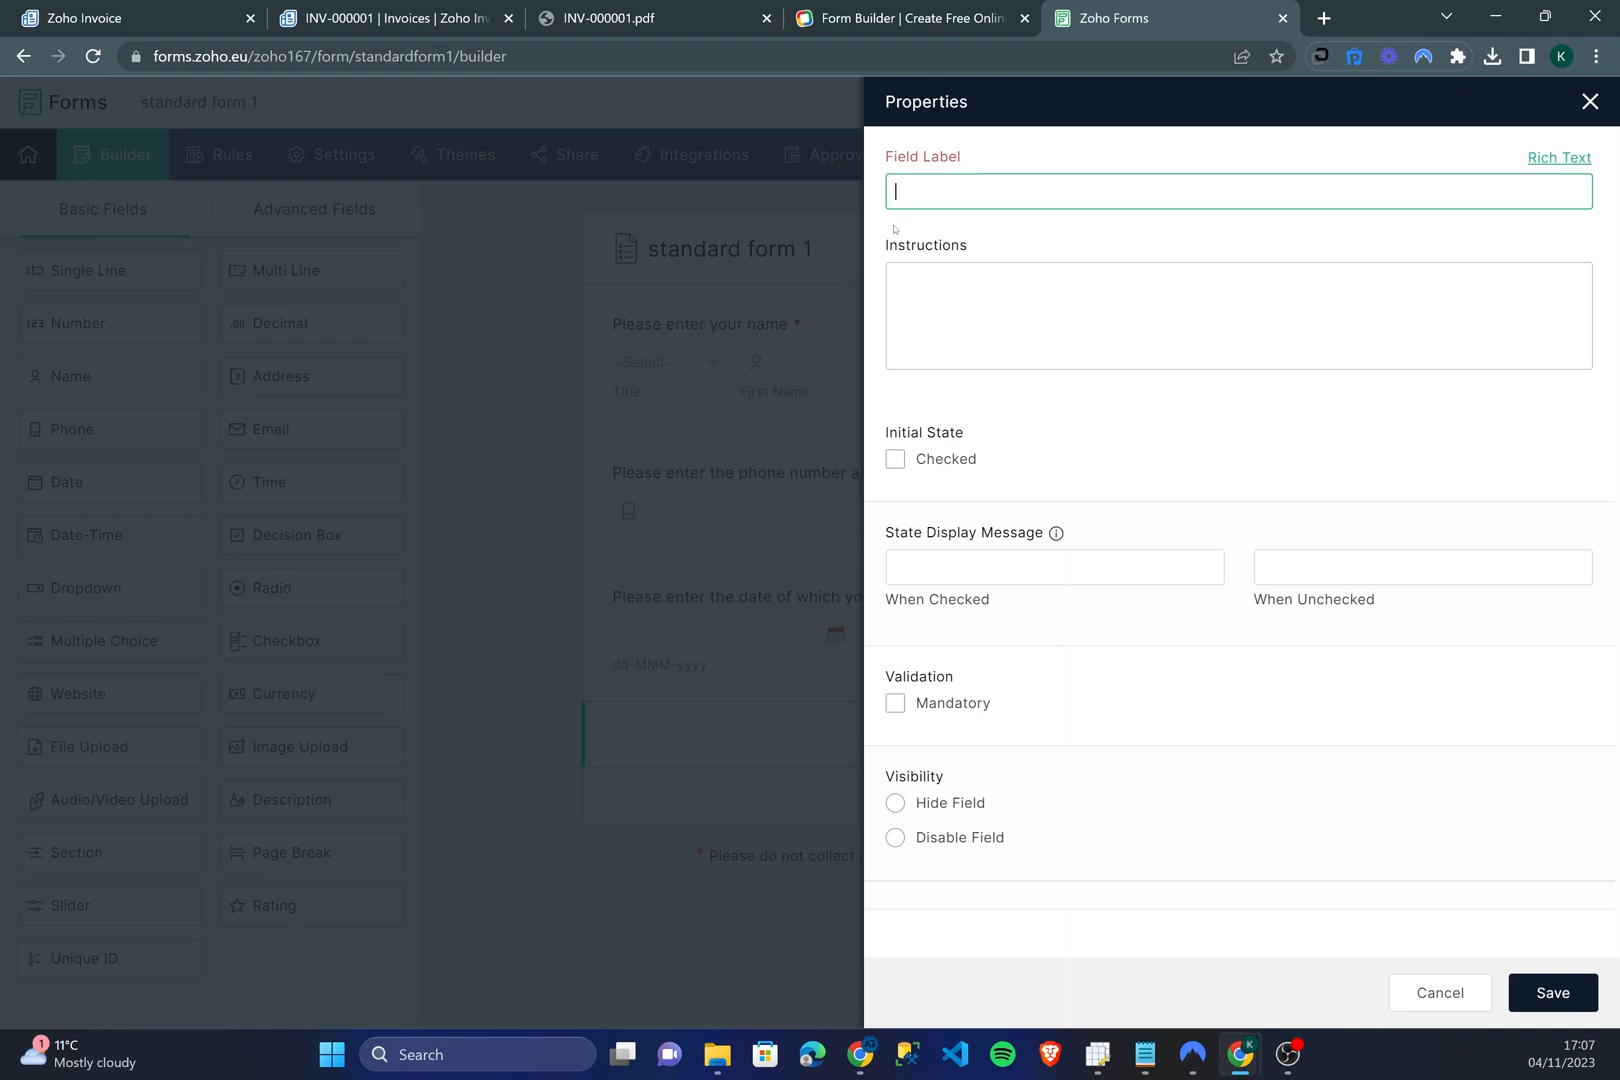 Zoho Invoice
INV-000001 | Invoices | Zoho Inv
INV-000001.pdf
Form Builder | Create Free Onlin
Zoho Forms
forms.zoho.eu/zoho167/form/standardform1/builder
K
Forms
standard form 1
Properties
Builder
Rules
Settings
Themes
Share
Integrations
Approv
Field Label
Rich Text
Basic Fields
Advanced Fields
Instructions
standard form 1
Single Line
Multi Line
123 Number
.00 Decimal
Please enter your name *
-Select-
Title
First Name
Name
Address
Phone
Email
Initial State
Checked
Please enter the phone number a
Date
Time
Date-Time
Decision Box
State Display Message
When Checked
When Unchecked
Dropdown
Radio
Please enter the date of which yo
dd-MMM-yyyy
Multiple Choice
Checkbox
Website
Currency
Validation
Mandatory
File Upload
Image Upload
Visibility
Hide Field
Disable Field
Audio/Video Upload
Aa Description
Section
Page Break
* Please do not collect
Slider
Rating
Unique ID
Cancel
Save
1
11°C
Mostly cloudy
Search
K
17:07
04/11/2023